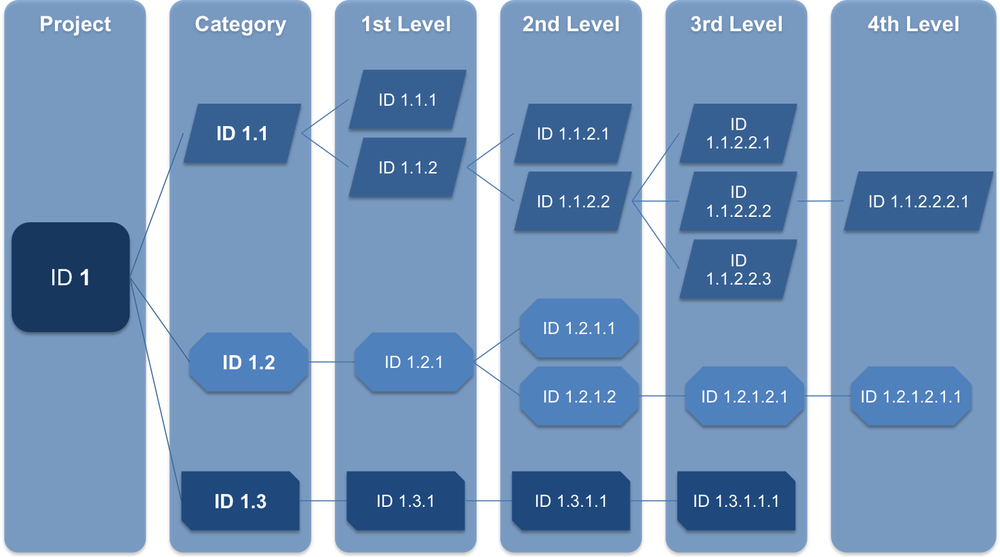 Project
Category
1st Level
2nd Level
3rd Level
4th Level
ID 1
ID 1.1
ID 1.1.1
ID 1.1.2
ID 1.1.2.1
ID 1.1.2.2
ID
1.1.2.2.1
ID
1.1.2.2.2
ID
1.1.2.2.3
ID 1.1.2.2.2.1
ID 1.2
ID 1.2.1
ID 1.2.1.1
ID 1.2.1.2
ID 1.2.1.2.1
ID 1.2.1.2.1.1
ID 1.3
ID 1.3.1
ID 1.3.1.1
ID 1.3.1.1.1